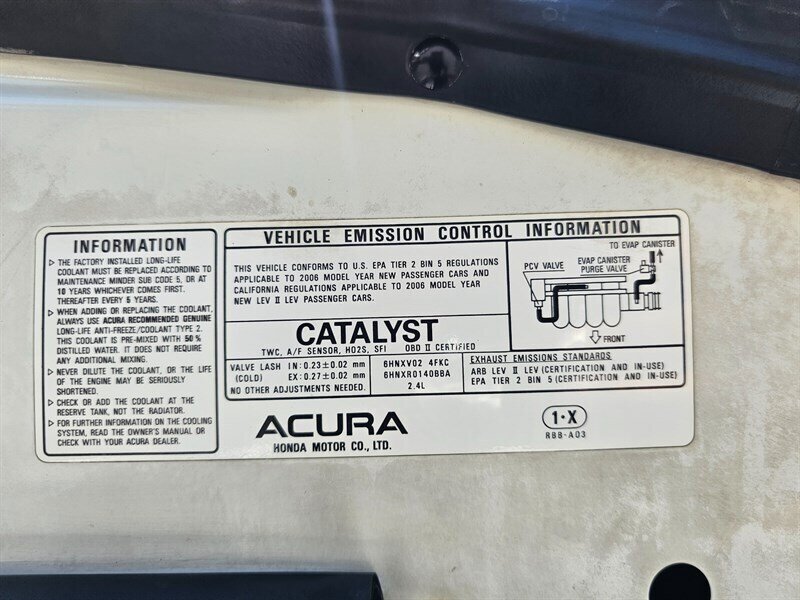 INFORMATION
▷ THE FACTORY INSTALLED LONG-LIFE
COOLANT MUST BE REPLACED ACCORDING TO
MAINTENANCE MINDER SUB CODE 5, OR AT
10 YEARS WHICHEVER COMES FIRST.
THEREAFTER EVERY 5 YEARS.
▷ WHEN ADDING OR REPLACING THE COOLANT,
ALWAYS USE ACURA RECOMMENDED GENUINE
LONG-LIFE ANTI-FREEZE/COOLANT TYPE 2.
THIS COOLANT IS PRE-MIXED WITH 50%
DISTILLED WATER. IT DOES NOT REQUIRE
ANY ADDITIONAL MIXING.
▷ NEVER DILUTE THE COOLANT, OR THE LIFE
OF THE ENGINE MAY BE SERIOUSLY
SHORTENED.
▷ CHECK OR ADD THE COOLANT AT THE
RESERVE TANK, NOT THE RADIATOR.
▷ FOR FURTHER INFORMATION ON THE COOLING
SYSTEM, READ THE OWNER'S MANUAL OR
CHECK WITH YOUR ACURA DEALER.
VEHICLE EMISSION CONTROL INFORMATION
THIS VEHICLE CONFORMS TO U.S. EPA TIER 2 BIN 5 REGULATIONS
APPLICABLE TO 2006 MODEL YEAR NEW PASSENGER CARS AND
CALIFORNIA REGULATIONS APPLICABLE TO 2006 MODEL YEAR
NEW LEV II LEV PASSENGER CARS.
TO EVAP CANISTER
PCV VALVE
EVAP CANISTER
PURGE VALVE
FRONT
CATALYST
TWC, A/F SENSOR, HO2S, SFI OBD II CERTIFIED
VALVE LASH IN: 0.23±0.02 mm
(COLD) EX: 0.27±0.02 mm
NO OTHER ADJUSTMENTS NEEDED.
6HNXV02 4FKC
6HNXR0140BBA
2.4L
EXHAUST EMISSIONS STANDARDS
ARB LEV II LEV (CERTIFICATION AND IN-USE)
EPA TIER 2 BIN 5 (CERTIFICATION AND IN-USE)
ACURA
HONDA MOTOR CO., LTD.
1·X
RBB-A03